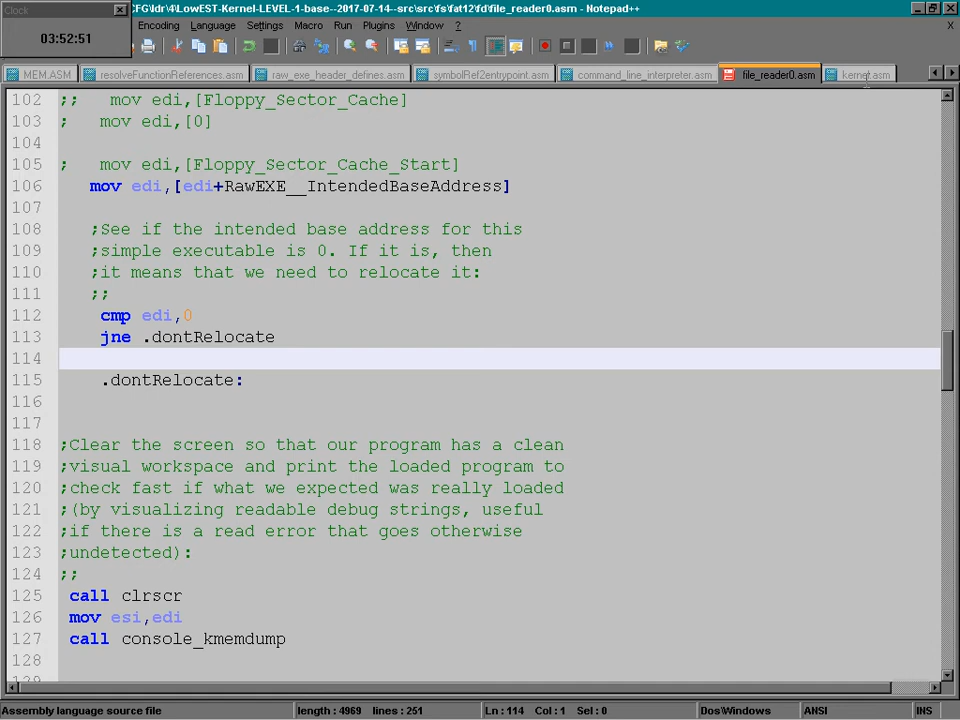 Clock
CFG\ldr\4\LowEST-Kernel-LEVEL-1-base--2017-07-14--src\src\fs\fat12\fd\file_reader0.asm - Notepad++
03:52:51
Encoding Language Settings Macro Run Plugins Window ?
X
MEM.ASM resolveFunctionReferences.asm raw_exe_header_defines.asm symbolRef2entrypoint.asm command_line_interpreter.asm file_reader0.asm kernel.asm
102 ;; mov edi,[Floppy_Sector_Cache]
103 ; mov edi,[0]
104
105 ; mov edi,[Floppy_Sector_Cache_Start]
106 mov edi,[edi+RawEXE__IntendedBaseAddress]
107
108 ;See if the intended base address for this
109 ;simple executable is 0. If it is, then
110 ;it means that we need to relocate it:
111 ;;
112 cmp edi,0
113 jne .dontRelocate
114
115 .dontRelocate:
116
117
118 ;Clear the screen so that our program has a clean
119 ;visual workspace and print the loaded program to
120 ;check fast if what we expected was really loaded
121 ;(by visualizing readable debug strings, useful
122 ;if there is a read error that goes otherwise
123 ;undetected):
124 ;;
125 call clrscr
126 mov esi,edi
127 call console_kmemdump
128
Assembly language source file length : 4969 lines : 251 Ln : 114 Col : 1 Sel : 0 Dos\Windows ANSI INS